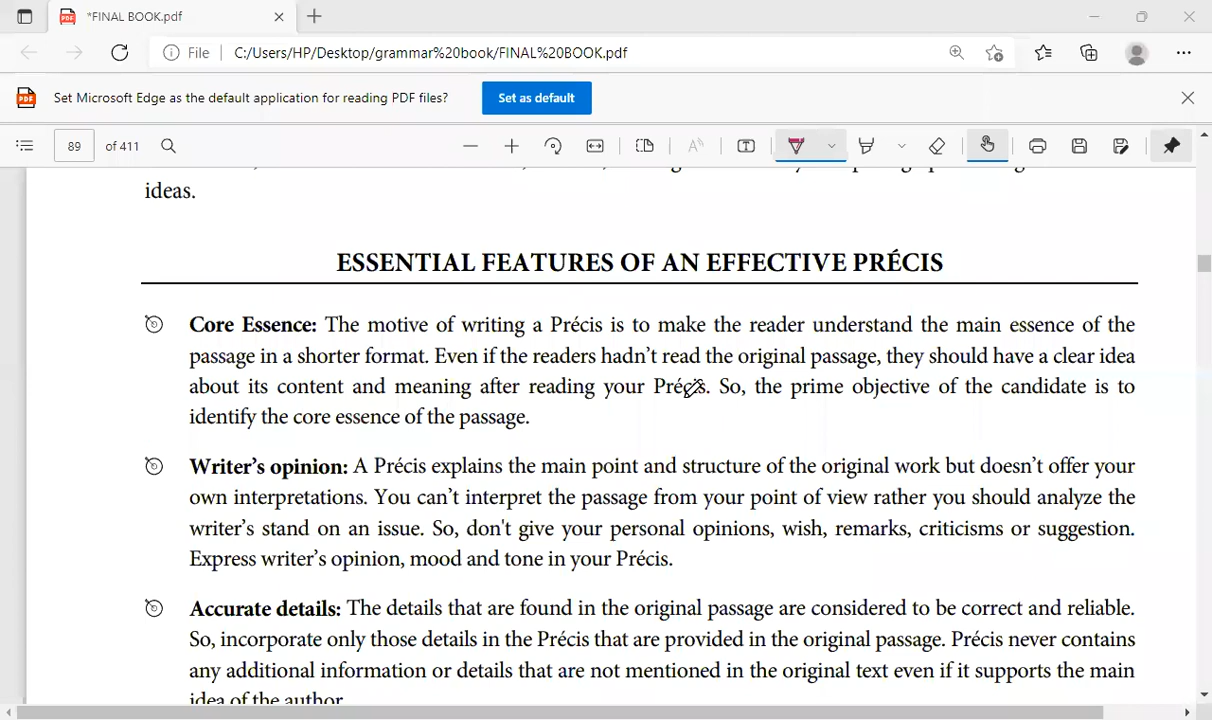 *FINAL BOOK.pdf
File C:/Users/HP/Desktop/grammar%20book/FINAL%20BOOK.pdf
Set Microsoft Edge as the default application for reading PDF files? Set as default
89 of 411
ideas.
ESSENTIAL FEATURES OF AN EFFECTIVE PRÉCIS
Core Essence: The motive of writing a Précis is to make the reader understand the main essence of the
passage in a shorter format. Even if the readers hadn't read the original passage, they should have a clear idea
about its content and meaning after reading your Précis. So, the prime objective of the candidate is to
identify the core essence of the passage.
Writer's opinion: A Précis explains the main point and structure of the original work but doesn't offer your
own interpretations. You can't interpret the passage from your point of view rather you should analyze the
writer's stand on an issue. So, don't give your personal opinions, wish, remarks, criticisms or suggestion.
Express writer's opinion, mood and tone in your Précis.
Accurate details: The details that are found in the original passage are considered to be correct and reliable.
So, incorporate only those details in the Précis that are provided in the original passage. Précis never contains
any additional information or details that are not mentioned in the original text even if it supports the main
idea of the author.